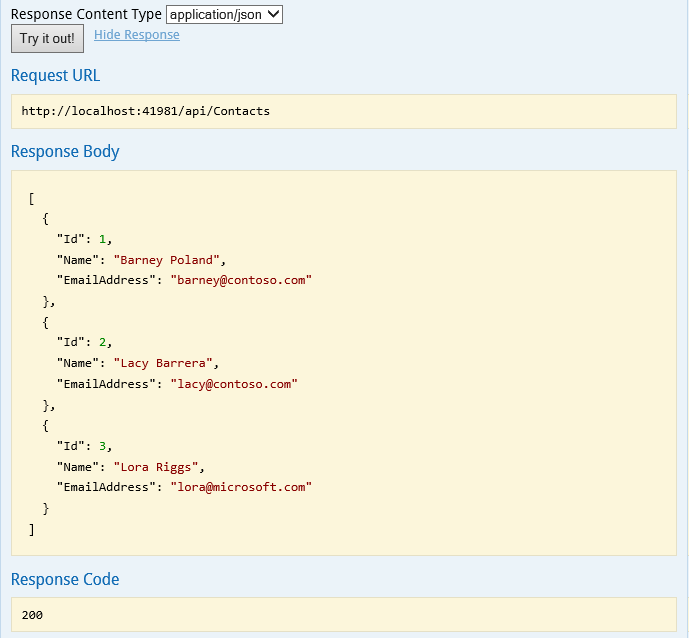 Response Content Type application/json
Try it out! Hide Response
Request URL
http://localhost:41981/api/Contacts
Response Body
[
  {
    "Id": 1,
    "Name": "Barney Poland",
    "EmailAddress": "barney@contoso.com"
  },
  {
    "Id": 2,
    "Name": "Lacy Barrera",
    "EmailAddress": "lacy@contoso.com"
  },
  {
    "Id": 3,
    "Name": "Lora Riggs",
    "EmailAddress": "lora@microsoft.com"
  }
]
Response Code
200